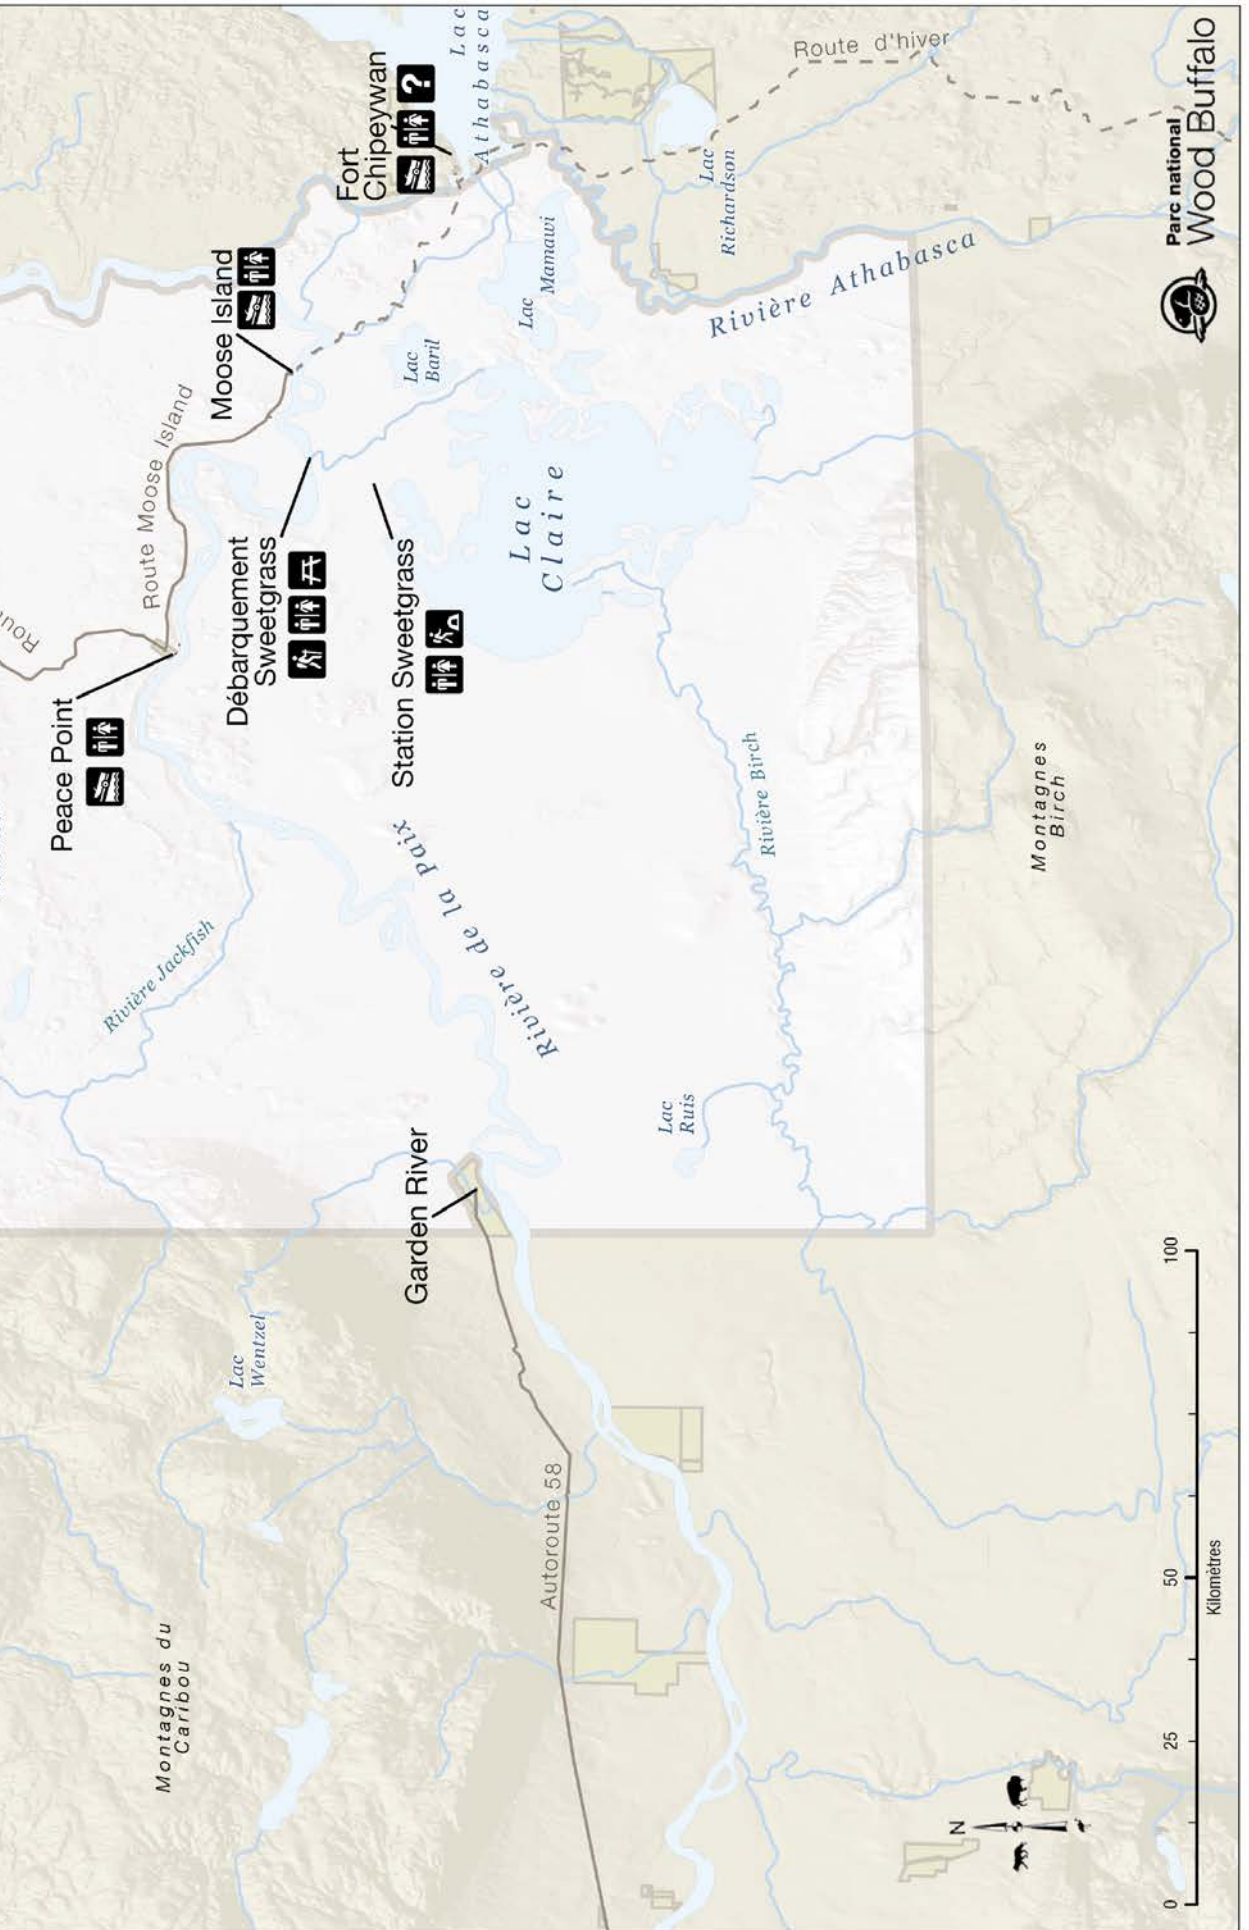 Rout
Peace Point
Rivière Jackfish
Route Moose Island
Montagnes du
Caribou
Moose Island
Débarquement
Sweetgrass
Lac
Wentzel
Fort
Chipeywan
?
Station Sweetgrass
Garden River
Lac
Baril
Lac
Athabasca
Rivière de la Paix
Lac
Claire
Lac
Mamawi
Autoroute 58
Lac
Ruis
Lac
Richardson
Rivière Birch
Route d'hiver
Rivière Athabasca
N
Montagnes
Birch
0 25 50 100
Kilomètres
Parc national
Wood Buffalo